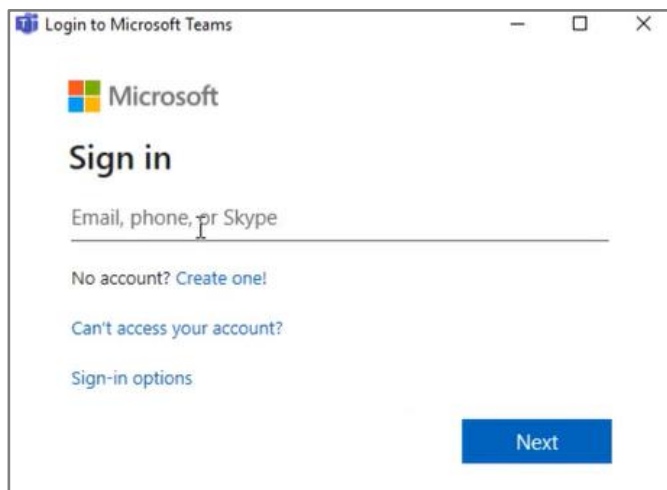 Login to Microsoft Teams
Microsoft
Sign in
Email, phone, or Skype
No account? Create one!
Can't access your account?
Sign-in options
Next